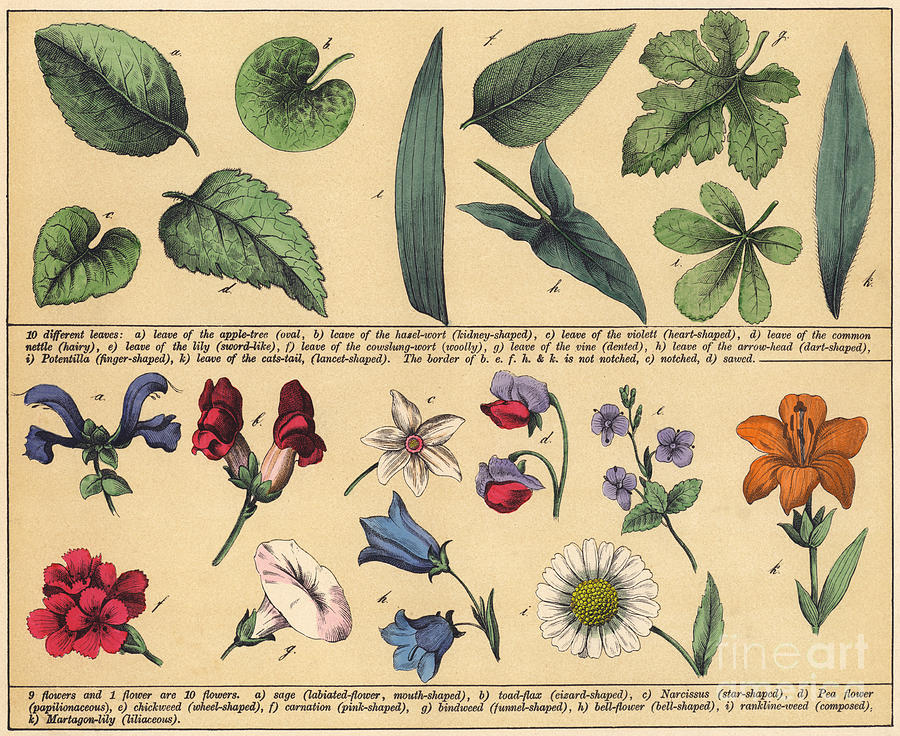 a.
b.
f.
g.
c.
i.
d.
h.
i.
k.
10 different leaves: a) leave of the apple-tree (oval, b) leave of the hazel-wort (kidney-shaped), c) leave of the violett (heart-shaped), d) leave of the common
nettle (hairy), e) leave of the lily (sword-like), f) leave of the cowslung-wort (woolly), g) leave of the vine (dented), h) leave of the arrow-head (dart-shaped),
i) Potentilla (finger-shaped), k) leave of the cats-tail, (lancet-shaped). The border of b. e. f. h. & k. is not notched, c) notched, d) sawed.
a.
b.
c.
d.
e.
f.
g.
h.
i.
k.
fineart
america
9 flowers and 1 flower are 10 flowers. a) sage (labiated-flower, mouth-shaped), b) toad-flax (eizard-shaped), c) Narcissus (star-shaped), d) Pea flower
(papilionaceous), e) chickweed (wheel-shaped), f) carnation (pink-shaped), g) bindweed (funnel-shaped), h) bell-flower (bell-shaped), i) rankline-weed (composed),
k) Martagon-lily (liliaceous).